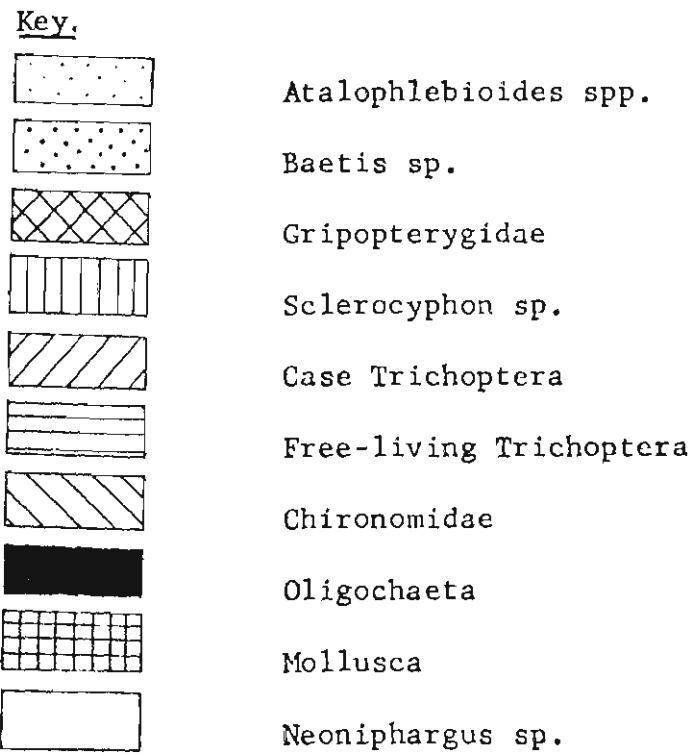 Key.
Atalophlebioides spp.
Baetis sp.
Gripopterygidae
Sclerocyphon sp.
Case Trichoptera
Free-living Trichoptera
Chironomidae
Oligochaeta
Mollusca
Neoniphargus sp.